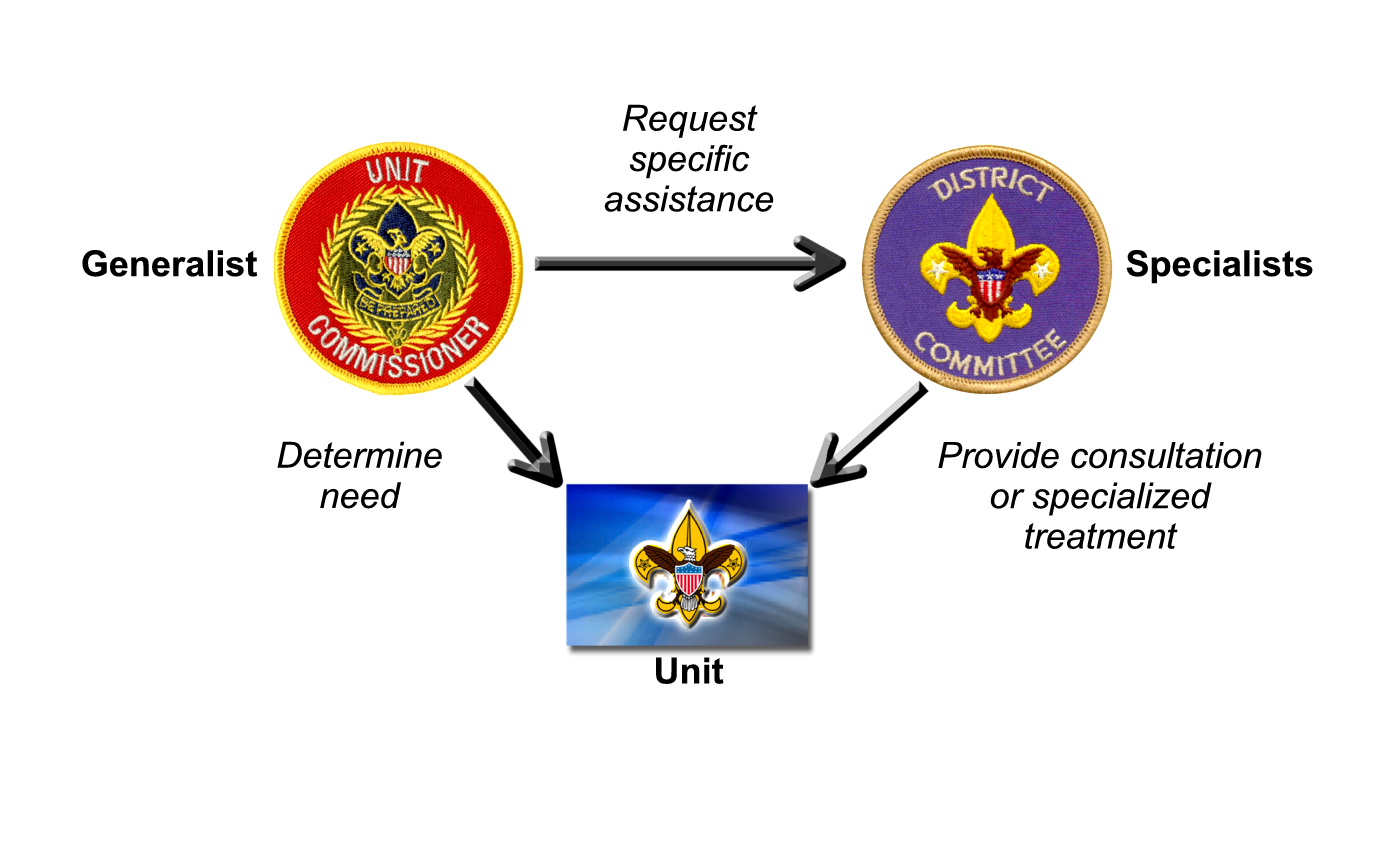 Request
specific
assistance
UNIT
COMMISSIONER
BE PREPARED
DISTRICT
COMMITTEE
Generalist
Specialists
Determine
need
Provide consultation
or specialized
treatment
Unit